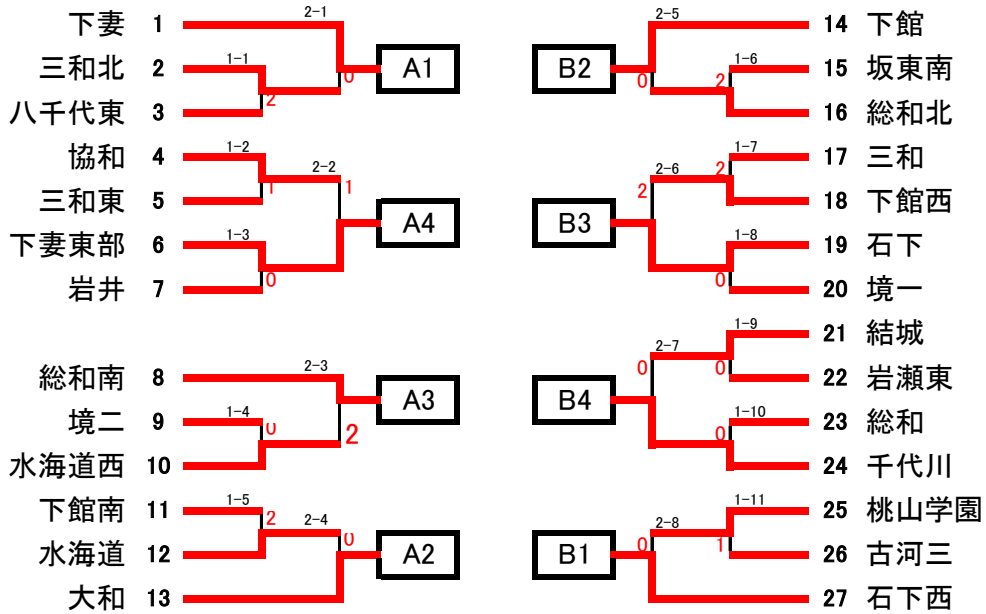 2-1
下妻 1
1-1
三和北 2
0
A1
2
八千代東 3
協和 4
1-2
2-2
1
1
三和東 5
A4
下妻東部 6
1-3
0
岩井 7
総和南 8
2-3
A3
境二 9
1-4
0
2
水海道西 10
下館南 11
1-5
2
2-4
0
水海道 12
A2
大和 13
2-5
14 下館
B2
0
1-6
2
15 坂東南
16 総和北
1-7
17 三和
2-6
2
2
18 下館西
B3
1-8
19 石下
0
20 境一
1-9
21 結城
2-7
0
0
22 岩瀬東
B4
1-10
23 総和
0
24 千代川
1-11
25 桃山学園
2-8
0
1
B1
26 古河三
27 石下西